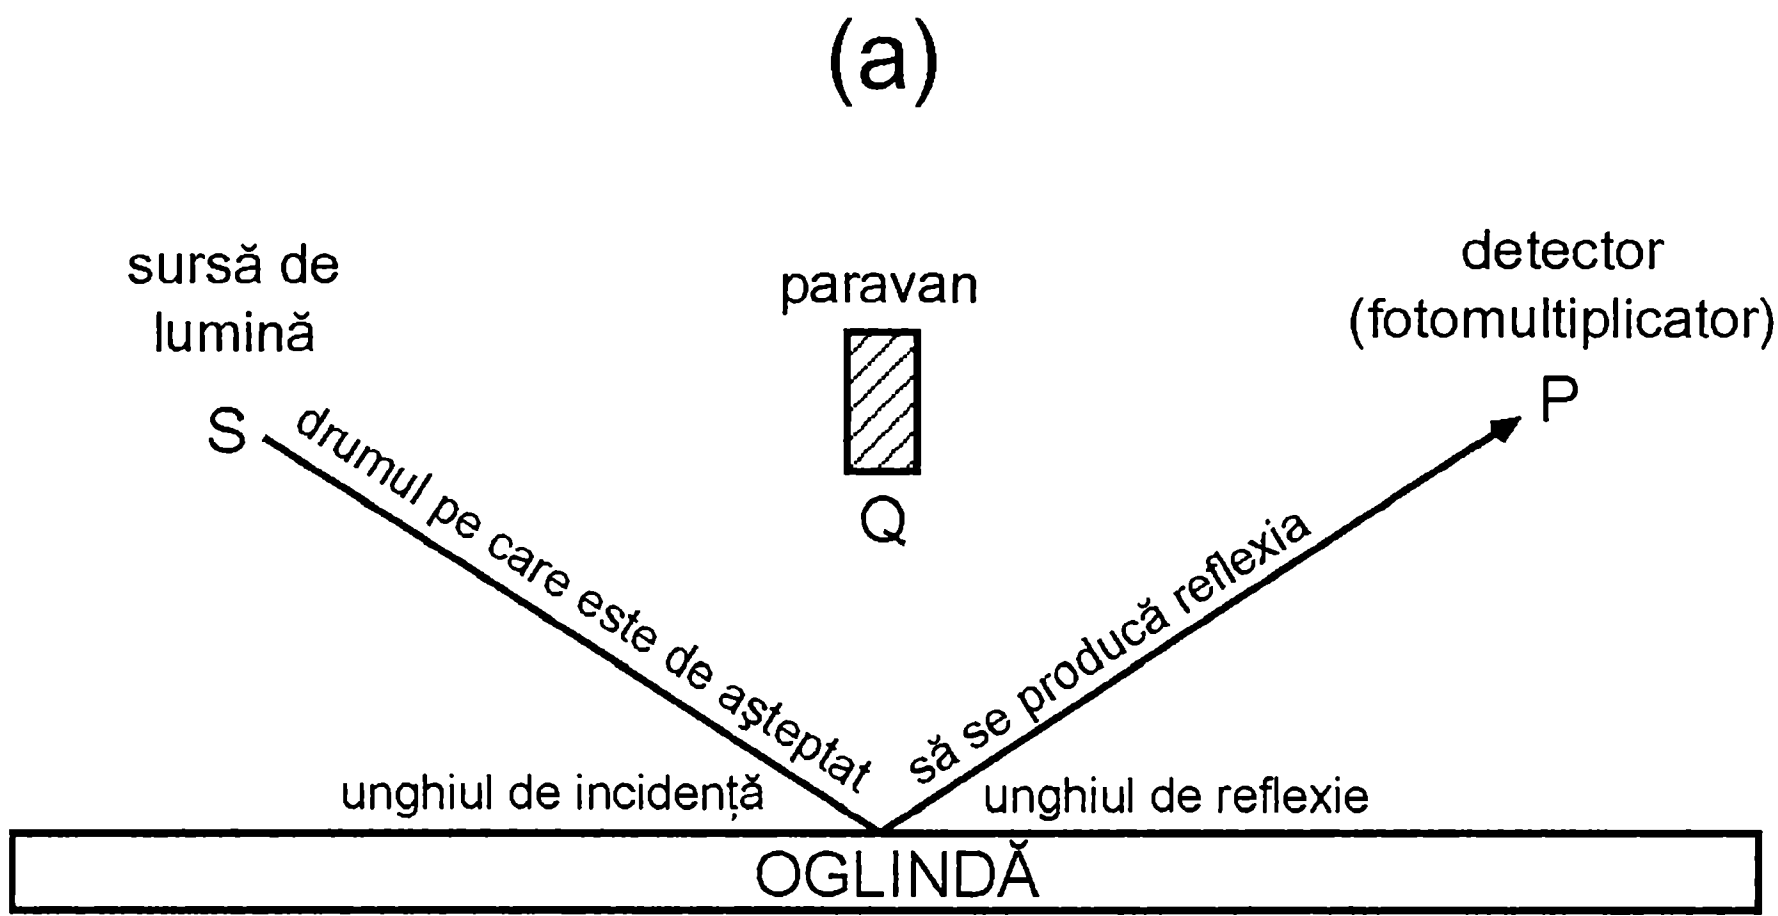 (a)
sursă de
lumină
paravan
detector
(fotomultiplicator)
S
P
Q
drumul pe care este de aşteptat
să se producă reflexia
unghiul de incidență
unghiul de reflexie
OGLINDĂ